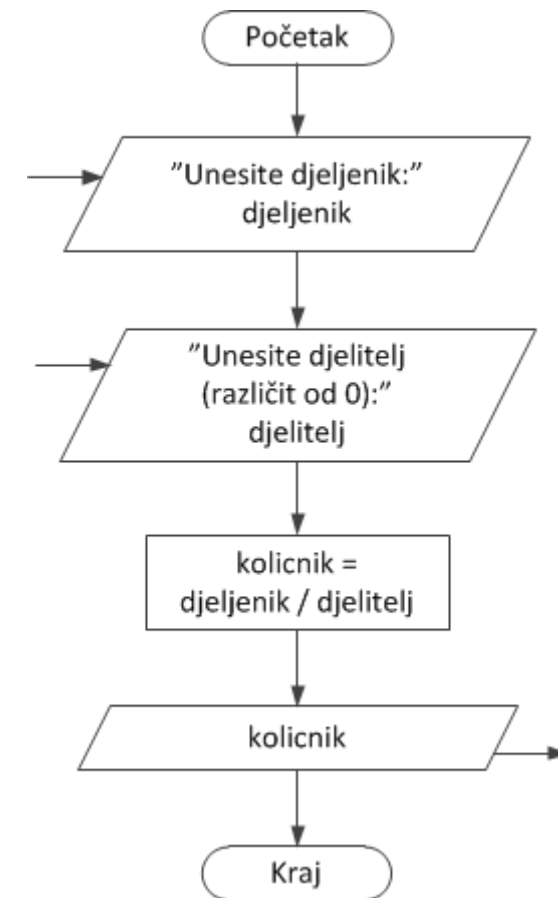 Početak
”Unesite djeljenik:”
djeljenik
”Unesite djelitelj
(različit od 0):”
djelitelj
kolicnik =
djeljenik / djelitelj
kolicnik
Kraj